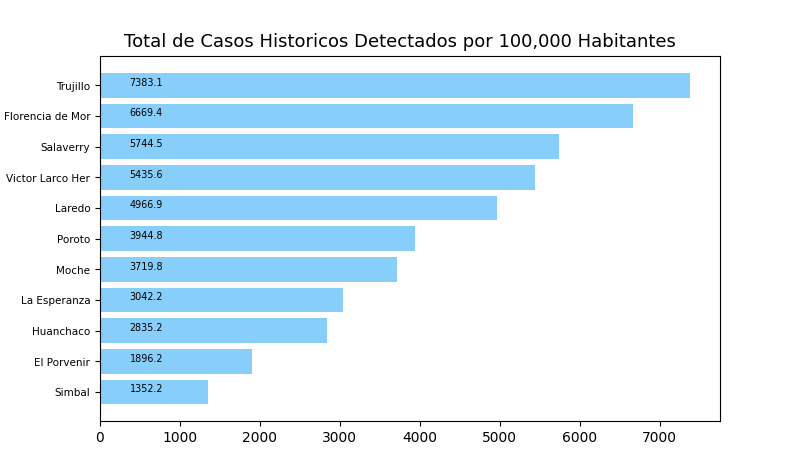 Total de Casos Historicos Detectados por 100,000 Habitantes
Trujillo 7383.1
Florencia de Mor 6669.4
Salaverry 5744.5
Victor Larco Her 5435.6
Laredo 4966.9
Poroto 3944.8
Moche 3719.8
La Esperanza 3042.2
Huanchaco 2835.2
El Porvenir 1896.2
Simbal 1352.2
0 1000 2000 3000 4000 5000 6000 7000